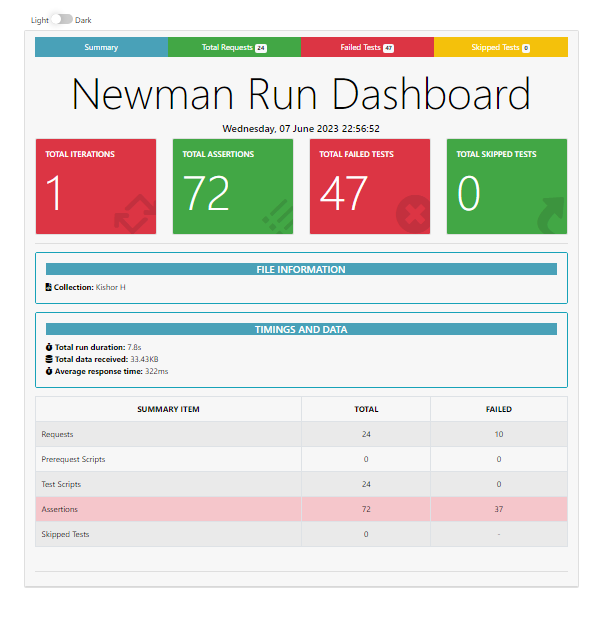 Light Dark
Summary Total Requests 24 Failed Tests 47 Skipped Tests 0
Newman Run Dashboard
Wednesday, 07 June 2023 22:56:52
TOTAL ITERATIONS TOTAL ASSERTIONS TOTAL FAILED TESTS TOTAL SKIPPED TESTS
1 72 47 0
FILE INFORMATION
Collection: Kishor H
TIMINGS AND DATA
Total run duration: 7.8s
Total data received: 33.43KB
Average response time: 322ms
SUMMARY ITEM TOTAL FAILED
Requests 24 10
Prerequest Scripts 0 0
Test Scripts 24 0
Assertions 72 37
Skipped Tests 0 -